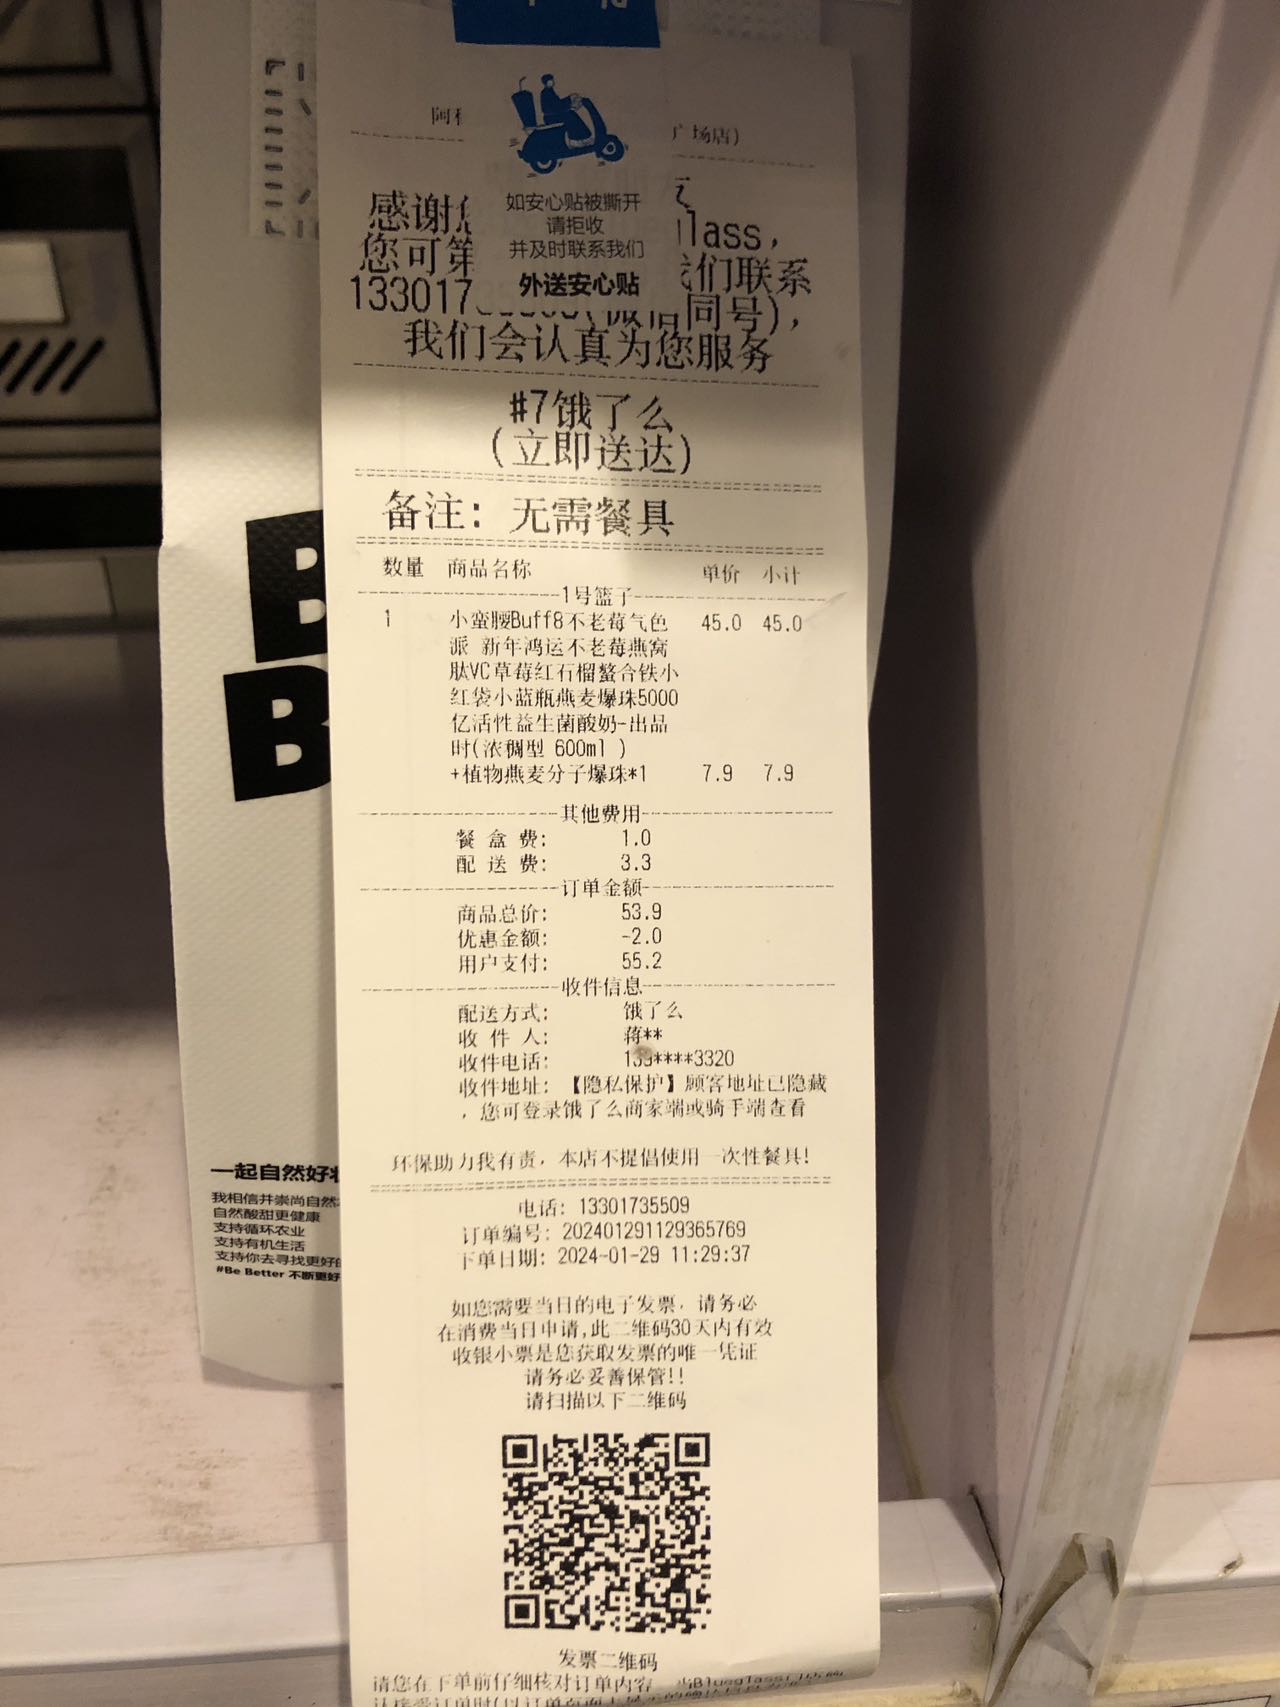 阿
广场店)
如安心贴被撕开
请拒收
并及时联系我们
外送安心贴
感谢
lass,
您可第
我们联系
133017
同号),
我们会认真为您服务
#7饿了么
(立即送达)
备注: 无需餐具
数量 商品名称 单价 小计
1号篮子
1 小蛮腰Buff8不老莓气色 45.0 45.0
派 新年鸿运不老莓燕窝
肽VC草莓红石榴螯合铁小
红袋小蓝瓶燕麦爆珠5000
亿活性益生菌酸奶-出品
时(浓稠型 600ml )
+植物燕麦分子爆珠*1 7.9 7.9
其他费用
餐 盒 费: 1.0
配 送 费: 3.3
订单金额
商品总价: 53.9
优惠金额: -2.0
用户支付: 55.2
收件信息
配送方式: 饿了么
收 件 人: 蒋**
收件电话: 139****3320
收件地址: 【隐私保护】顾客地址已隐藏
, 您可登录饿了么商家端或骑手端查看
环保助力我有责, 本店不提倡使用一次性餐具!
电话: 13301735509
订单编号: 202401291129365769
下单日期: 2024-01-29 11:29:37
如您需要当日的电子发票, 请务必
在消费当日申请,此二维码30天内有效
收银小票是您获取发票的唯一凭证
请务必妥善保管!!
请扫描以下二维码
发票二维码
请您在下单前仔细核对订单内容
B
B
一起自然好
我相信并崇尚自然
自然酸甜更健康
支持循环农业
支持有机生活
支持你去寻找更好
#Be Better 不断更好